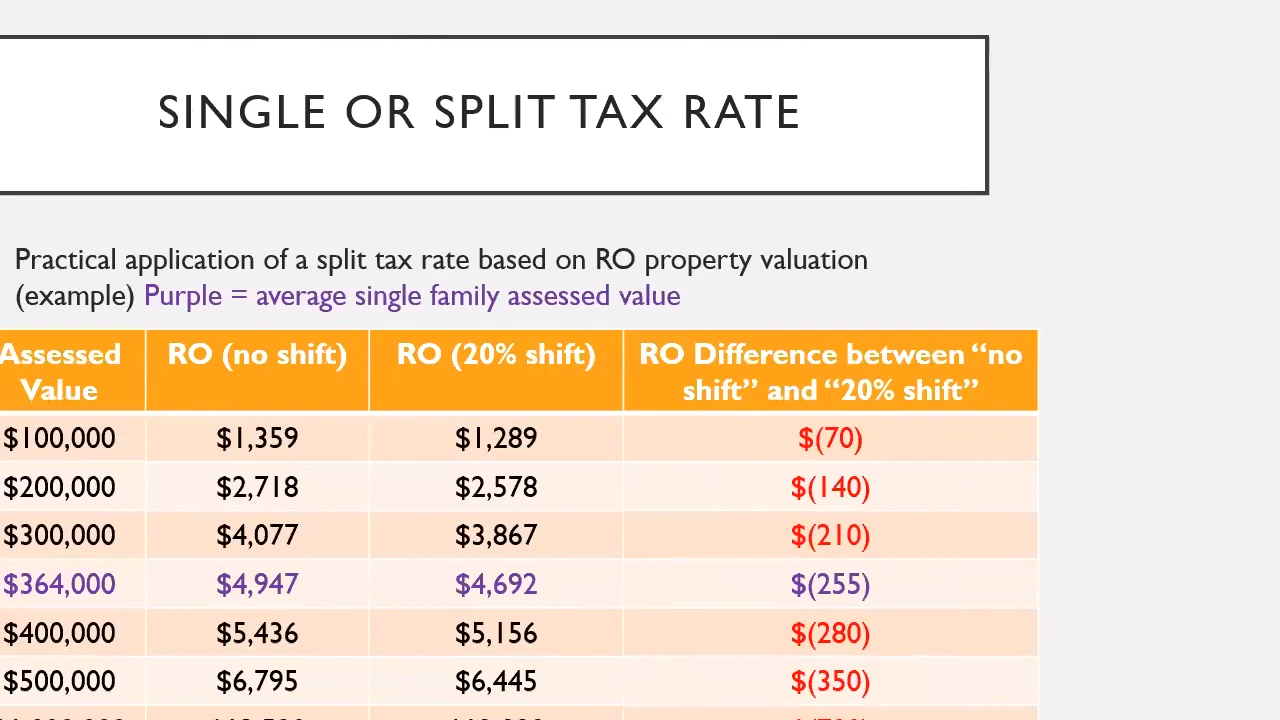 SINGLE OR SPLIT TAX RATE
Practical application of a split tax rate based on RO property valuation
(example) Purple = average single family assessed value
Assessed Value RO (no shift) RO (20% shift) RO Difference between “no shift” and “20% shift”
$100,000 $1,359 $1,289 $(70)
$200,000 $2,718 $2,578 $(140)
$300,000 $4,077 $3,867 $(210)
$364,000 $4,947 $4,692 $(255)
$400,000 $5,436 $5,156 $(280)
$500,000 $6,795 $6,445 $(350)